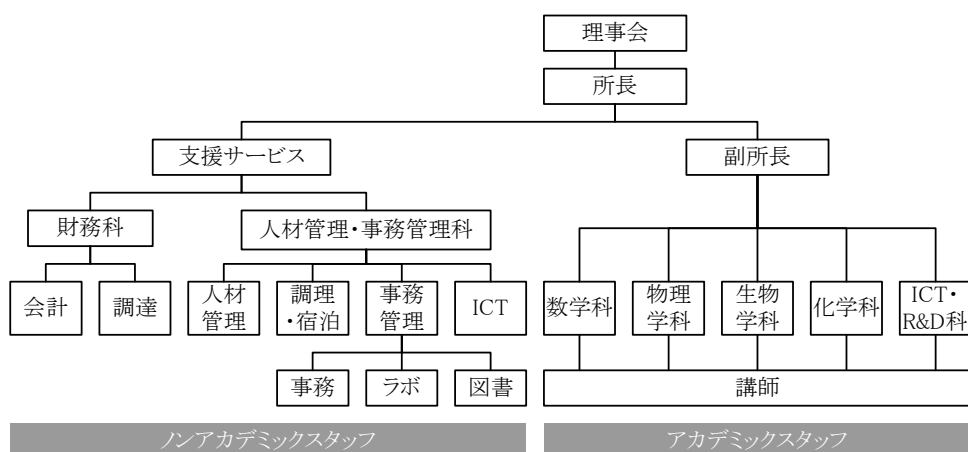 理事会
所長
支援サービス
副所長
財務科
人材管理・事務管理科
会計
調達
人材
管理
調理
・宿泊
事務
管理
ICT
数学科
物理
学科
生物
学科
化学科
ICT・
R&D科
事務
ラボ
図書
講師
ノンアカデミックスタッフ
アカデミックスタッフ